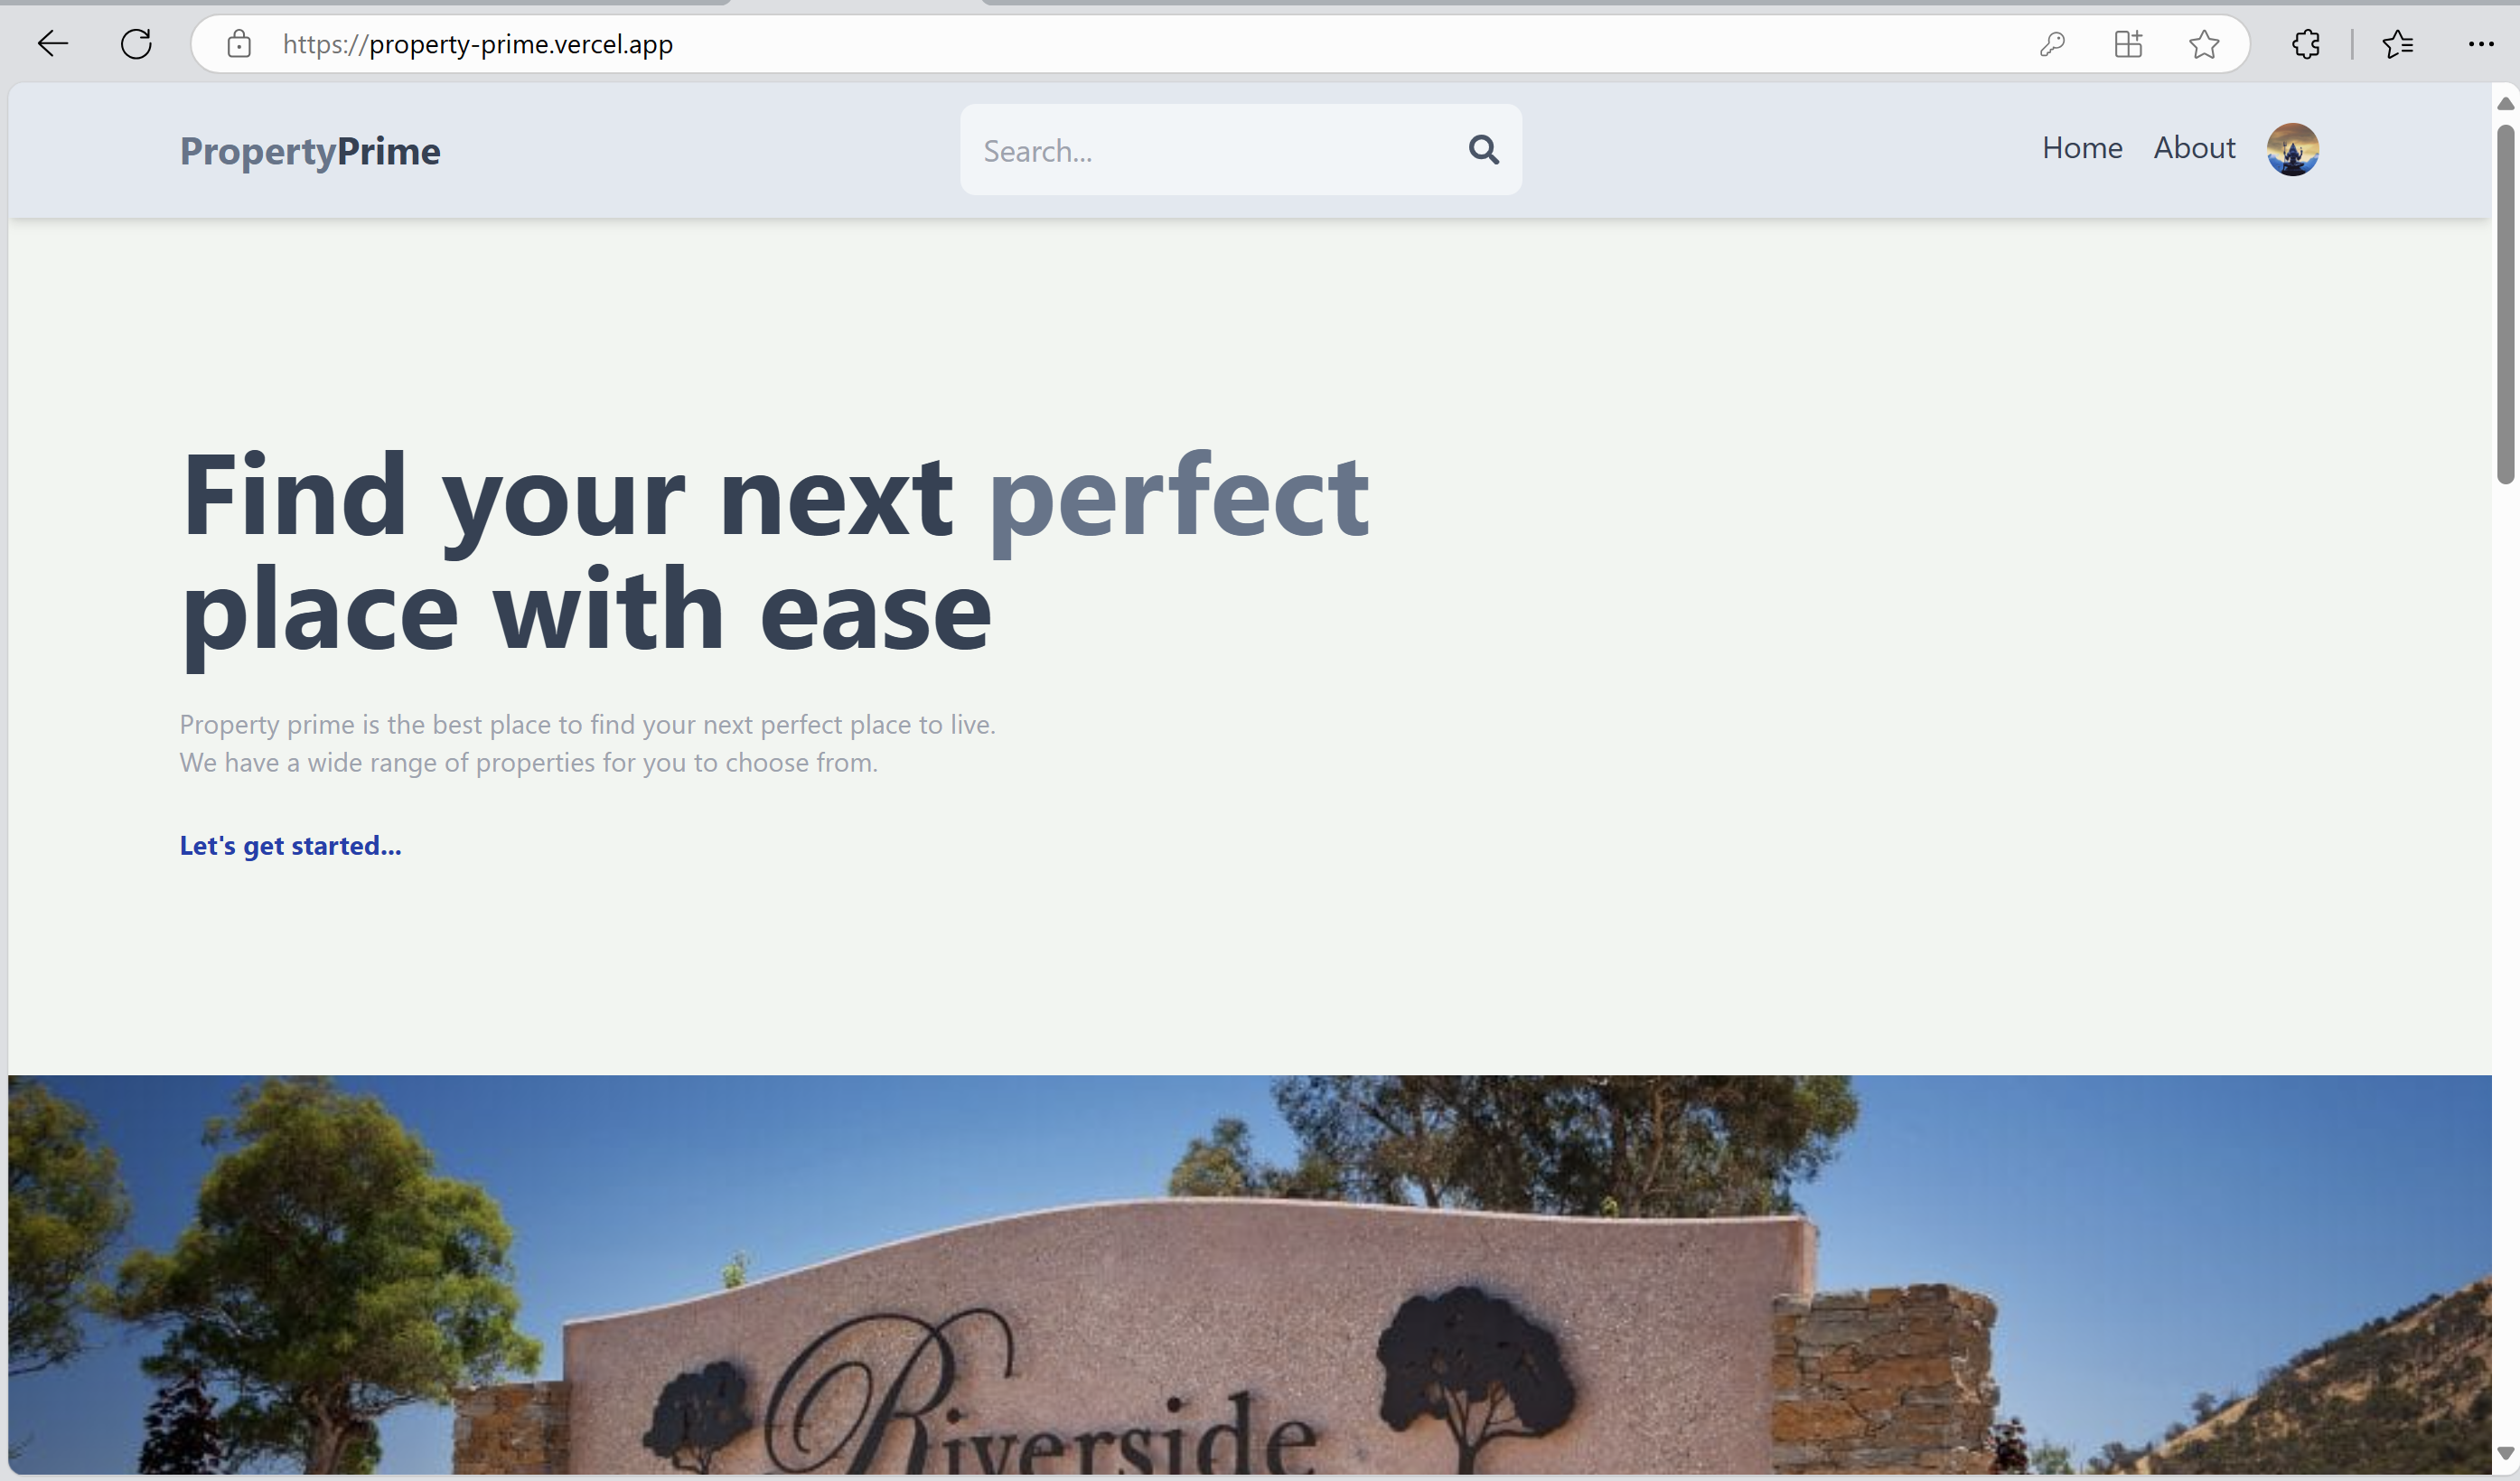 https://property-prime.vercel.app
PropertyPrime
Search...
Home
About
Find your next perfect
place with ease
Property prime is the best place to find your next perfect place to live.
We have a wide range of properties for you to choose from.
Let's get started...
Riverside